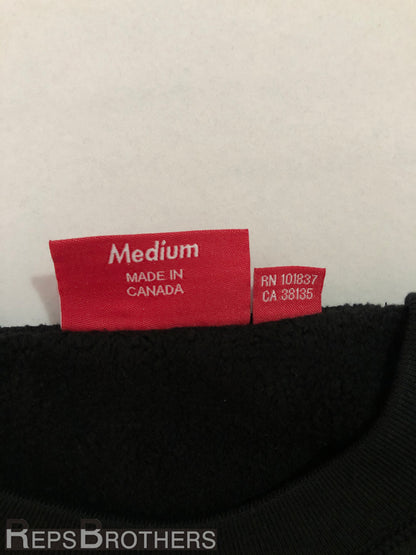 Medium
MADE IN
CANADA
RN 101837
CA 38135
REPSBROTHERS